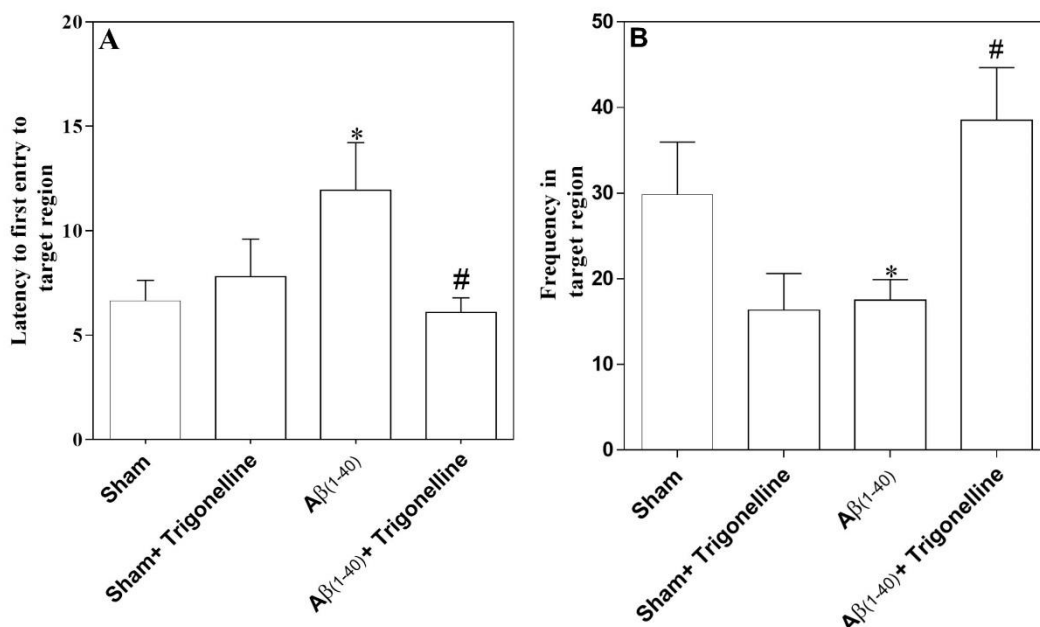 A
Latency to first entry to
target region
20
15
10
5
0
*
#
Sham
Sham+ Trigonelline
Aβ(1-40)
Aβ(1-40)+ Trigonelline
B
Frequency in
target region
50
40
30
20
10
0
*
#
Sham
Sham+ Trigonelline
Aβ(1-40)
Aβ(1-40)+ Trigonelline